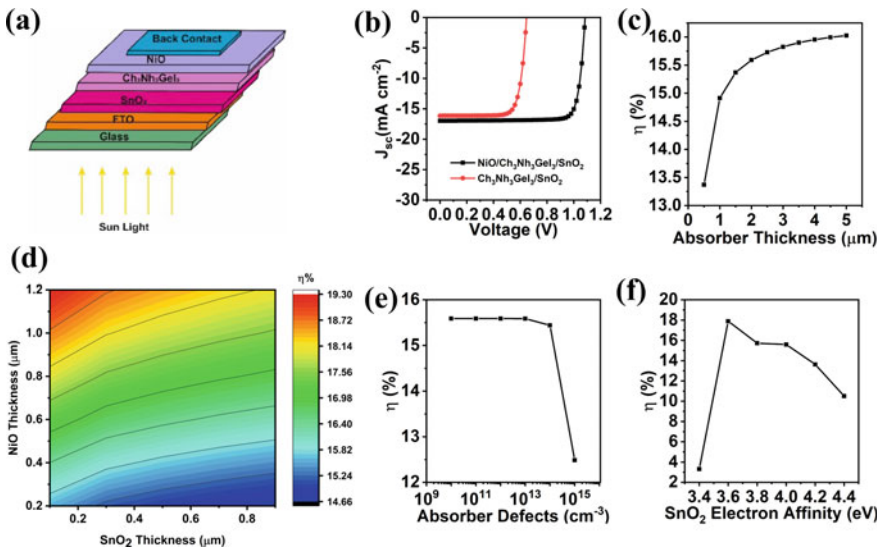 (a)
Back Contact
NiO
Ch₃Nh₃GeI₃
SnO₂
FTO
Glass
Sun Light
(b)
J_sc(mA cm⁻²)
0
-5
-10
-15
-20
-25
-30
NiO/Ch₃Nh₃GeI₃/SnO₂
Ch₃Nh₃GeI₃/SnO₂
0.0 0.2 0.4 0.6 0.8 1.0 1.2
Voltage (V)
(c)
η (%)
16.0
15.5
15.0
14.5
14.0
13.5
13.0
0 1 2 3 4 5
Absorber Thickness (μm)
(d)
NiO Thickness (μm)
1.2
1.0
0.8
0.6
0.4
0.2
0.2 0.4 0.6 0.8
SnO₂ Thickness (μm)
η%
19.30
18.72
18.14
17.56
16.98
16.40
15.82
15.24
14.66
(e)
η (%)
16
15
14
13
12
10⁹ 10¹¹ 10¹³ 10¹⁵
Absorber Defects (cm⁻³)
(f)
η (%)
20
18
16
14
12
10
8
6
4
2
3.4 3.6 3.8 4.0 4.2 4.4
SnO₂ Electron Affinity (eV)